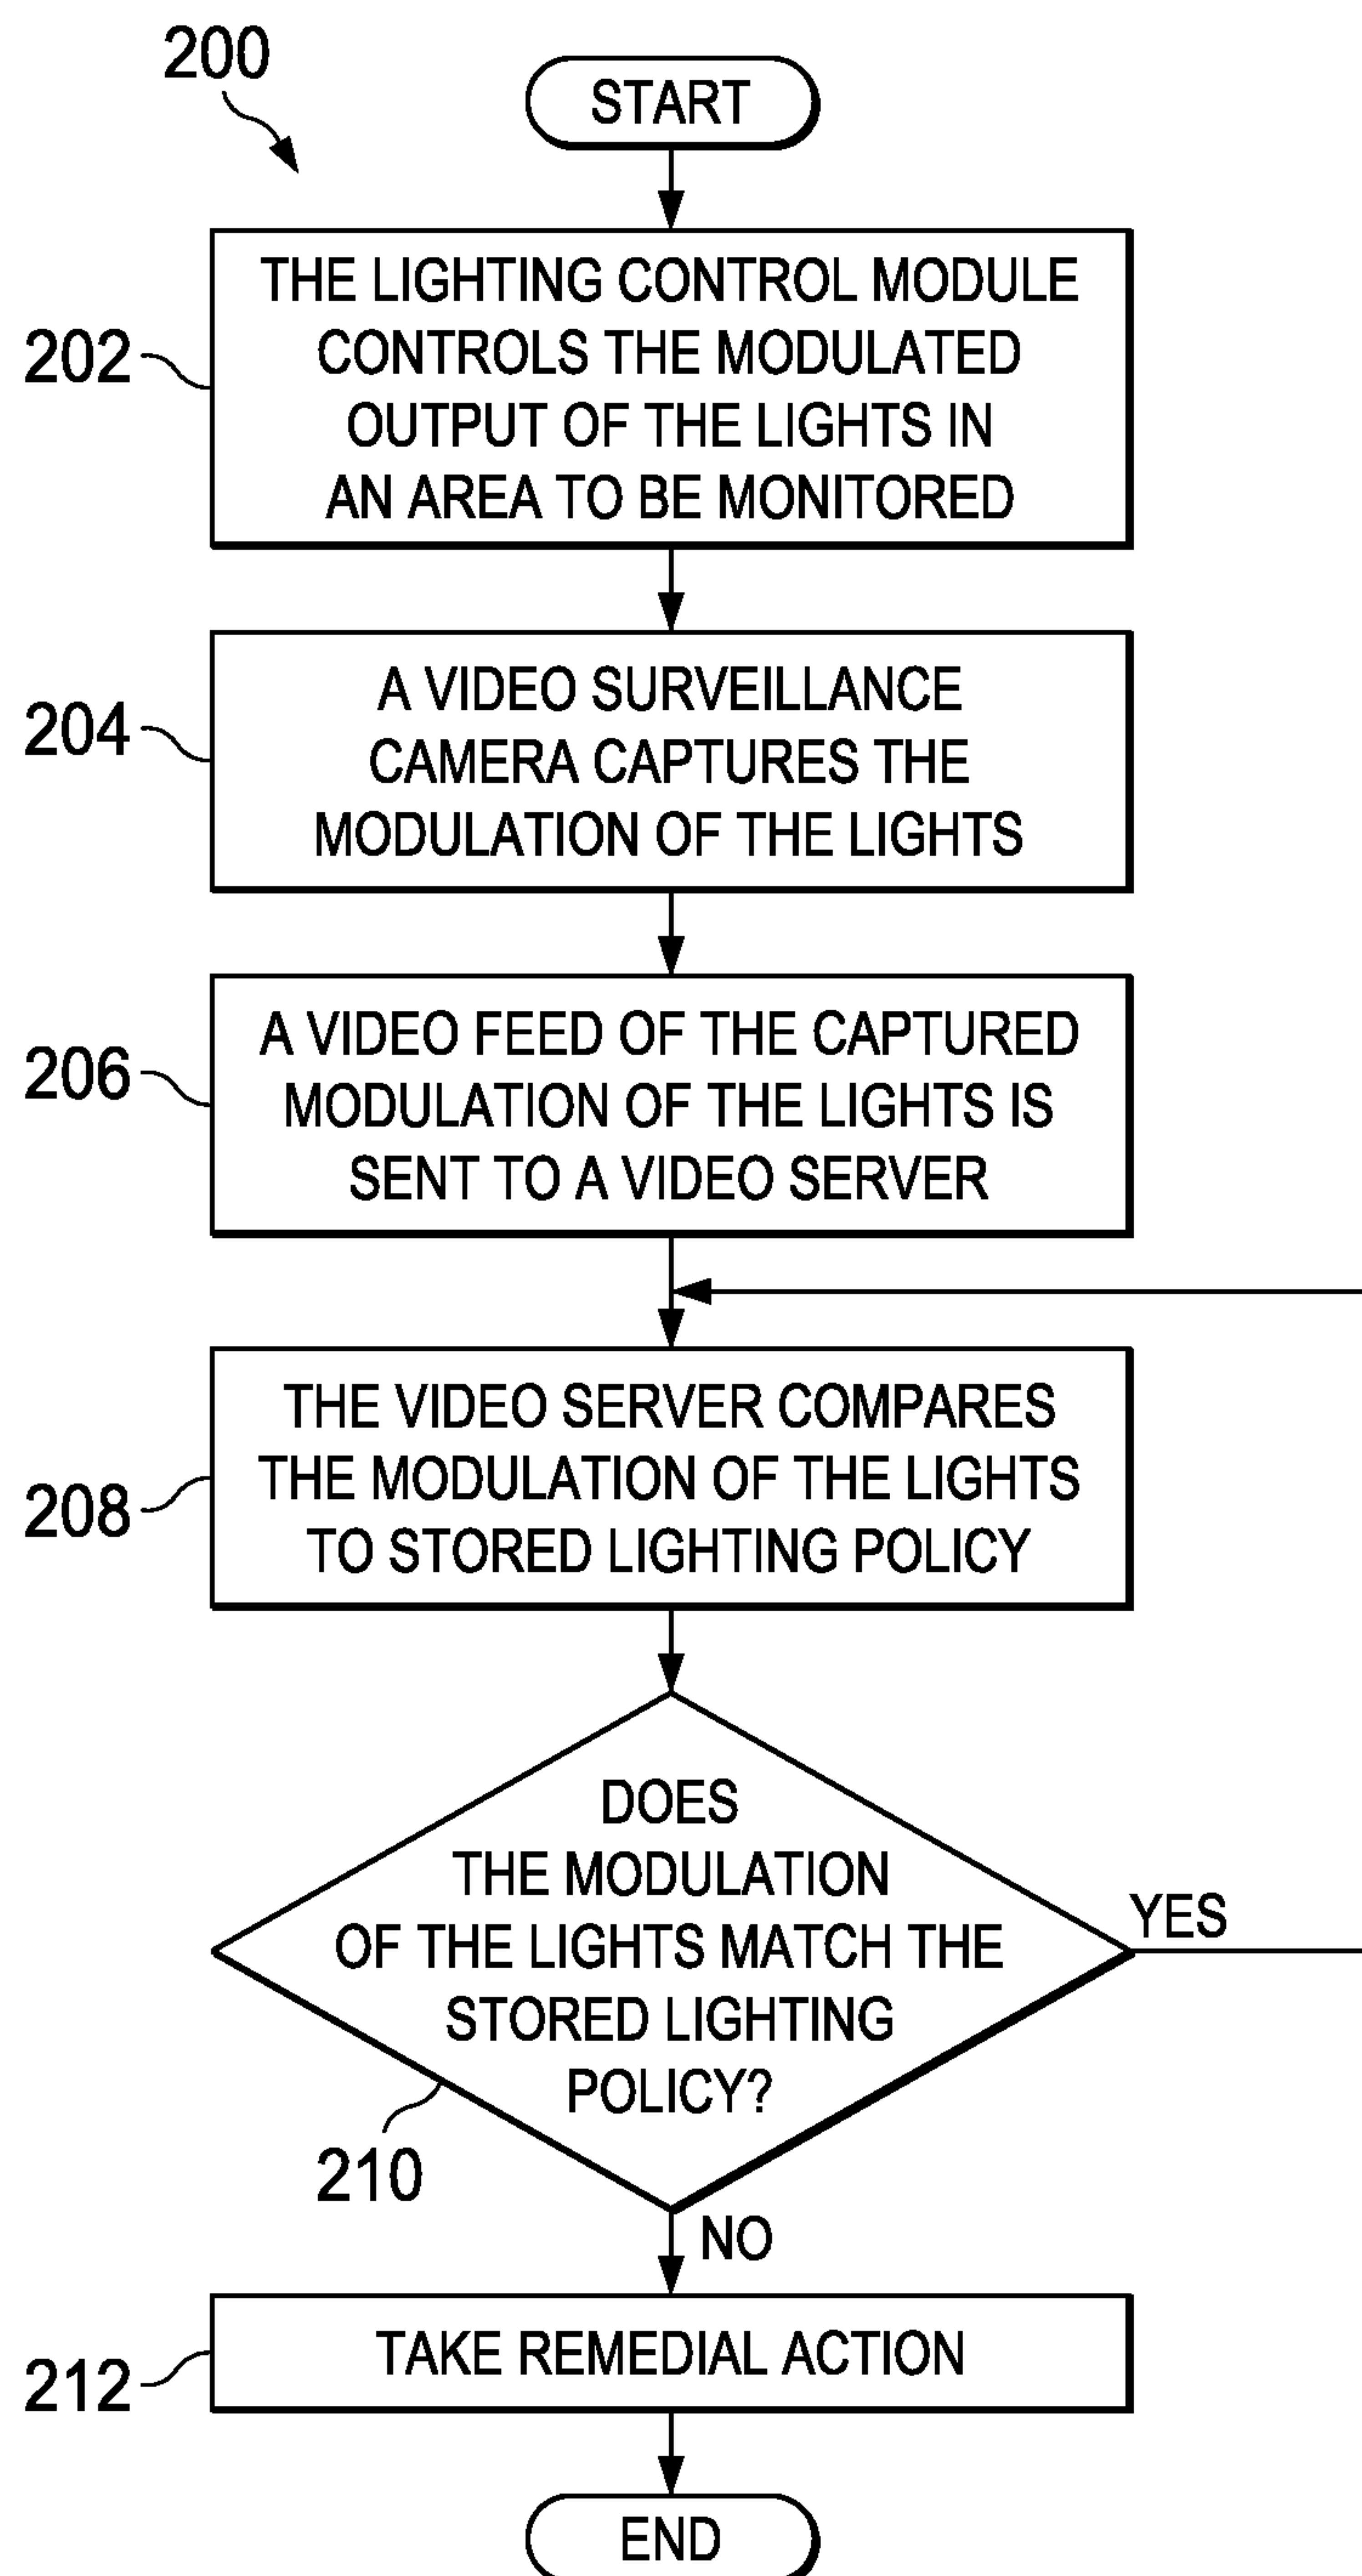 200
START
202
THE LIGHTING CONTROL MODULE
CONTROLS THE MODULATED
OUTPUT OF THE LIGHTS IN
AN AREA TO BE MONITORED
204
A VIDEO SURVEILLANCE
CAMERA CAPTURES THE
MODULATION OF THE LIGHTS
206
A VIDEO FEED OF THE CAPTURED
MODULATION OF THE LIGHTS IS
SENT TO A VIDEO SERVER
208
THE VIDEO SERVER COMPARES
THE MODULATION OF THE LIGHTS
TO STORED LIGHTING POLICY
DOES
THE MODULATION
OF THE LIGHTS MATCH THE
STORED LIGHTING
POLICY?
YES
210
NO
212
TAKE REMEDIAL ACTION
END